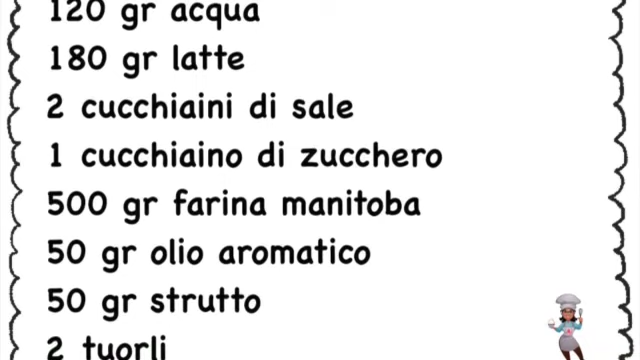 120 gr acqua
180 gr latte
2 cucchiaini di sale
1 cucchiaino di zucchero
500 gr farina manitoba
50 gr olio aromatico
50 gr strutto
2 tuorli